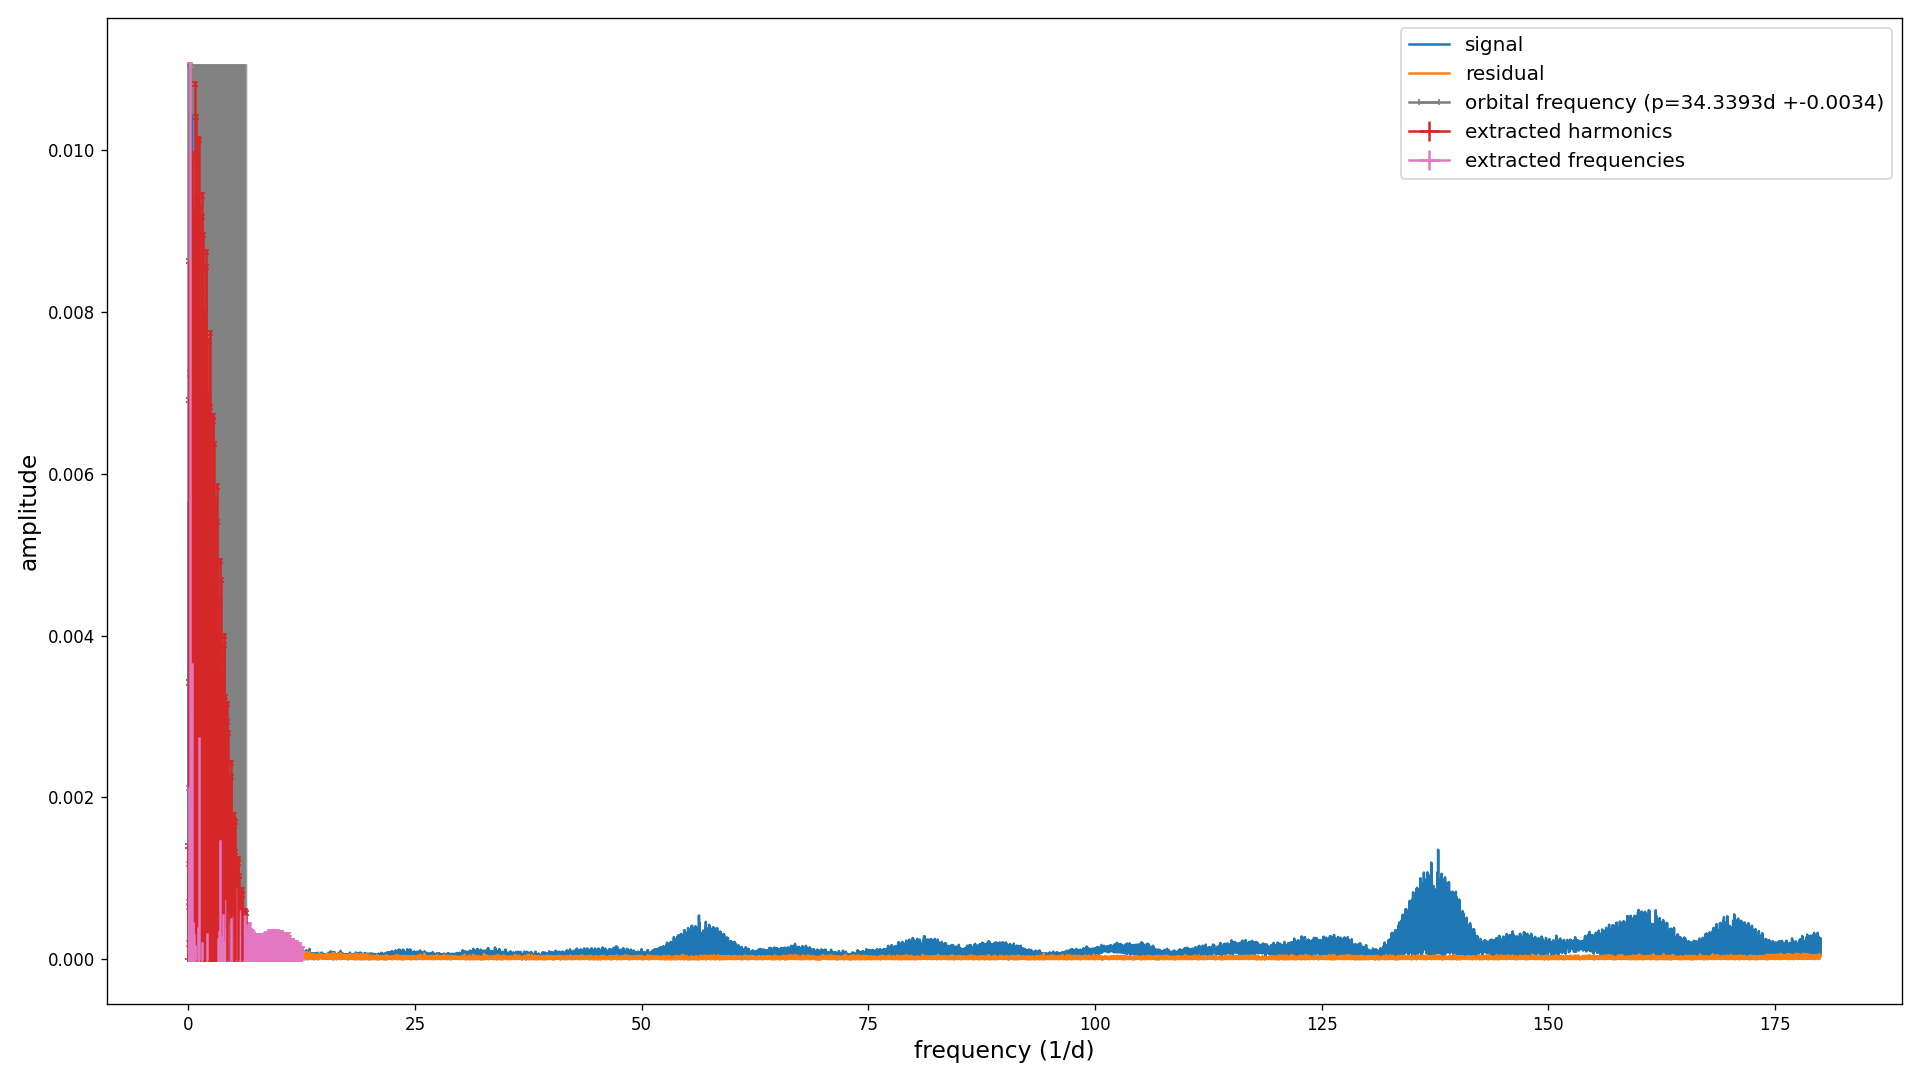 signal
residual
orbital frequency (p=34.3393d +-0.0034)
extracted harmonics
extracted frequencies
0.010
0.008
0.006
0.004
0.002
0.000
amplitude
0 25 50 75 100 125 150 175
frequency (1/d)